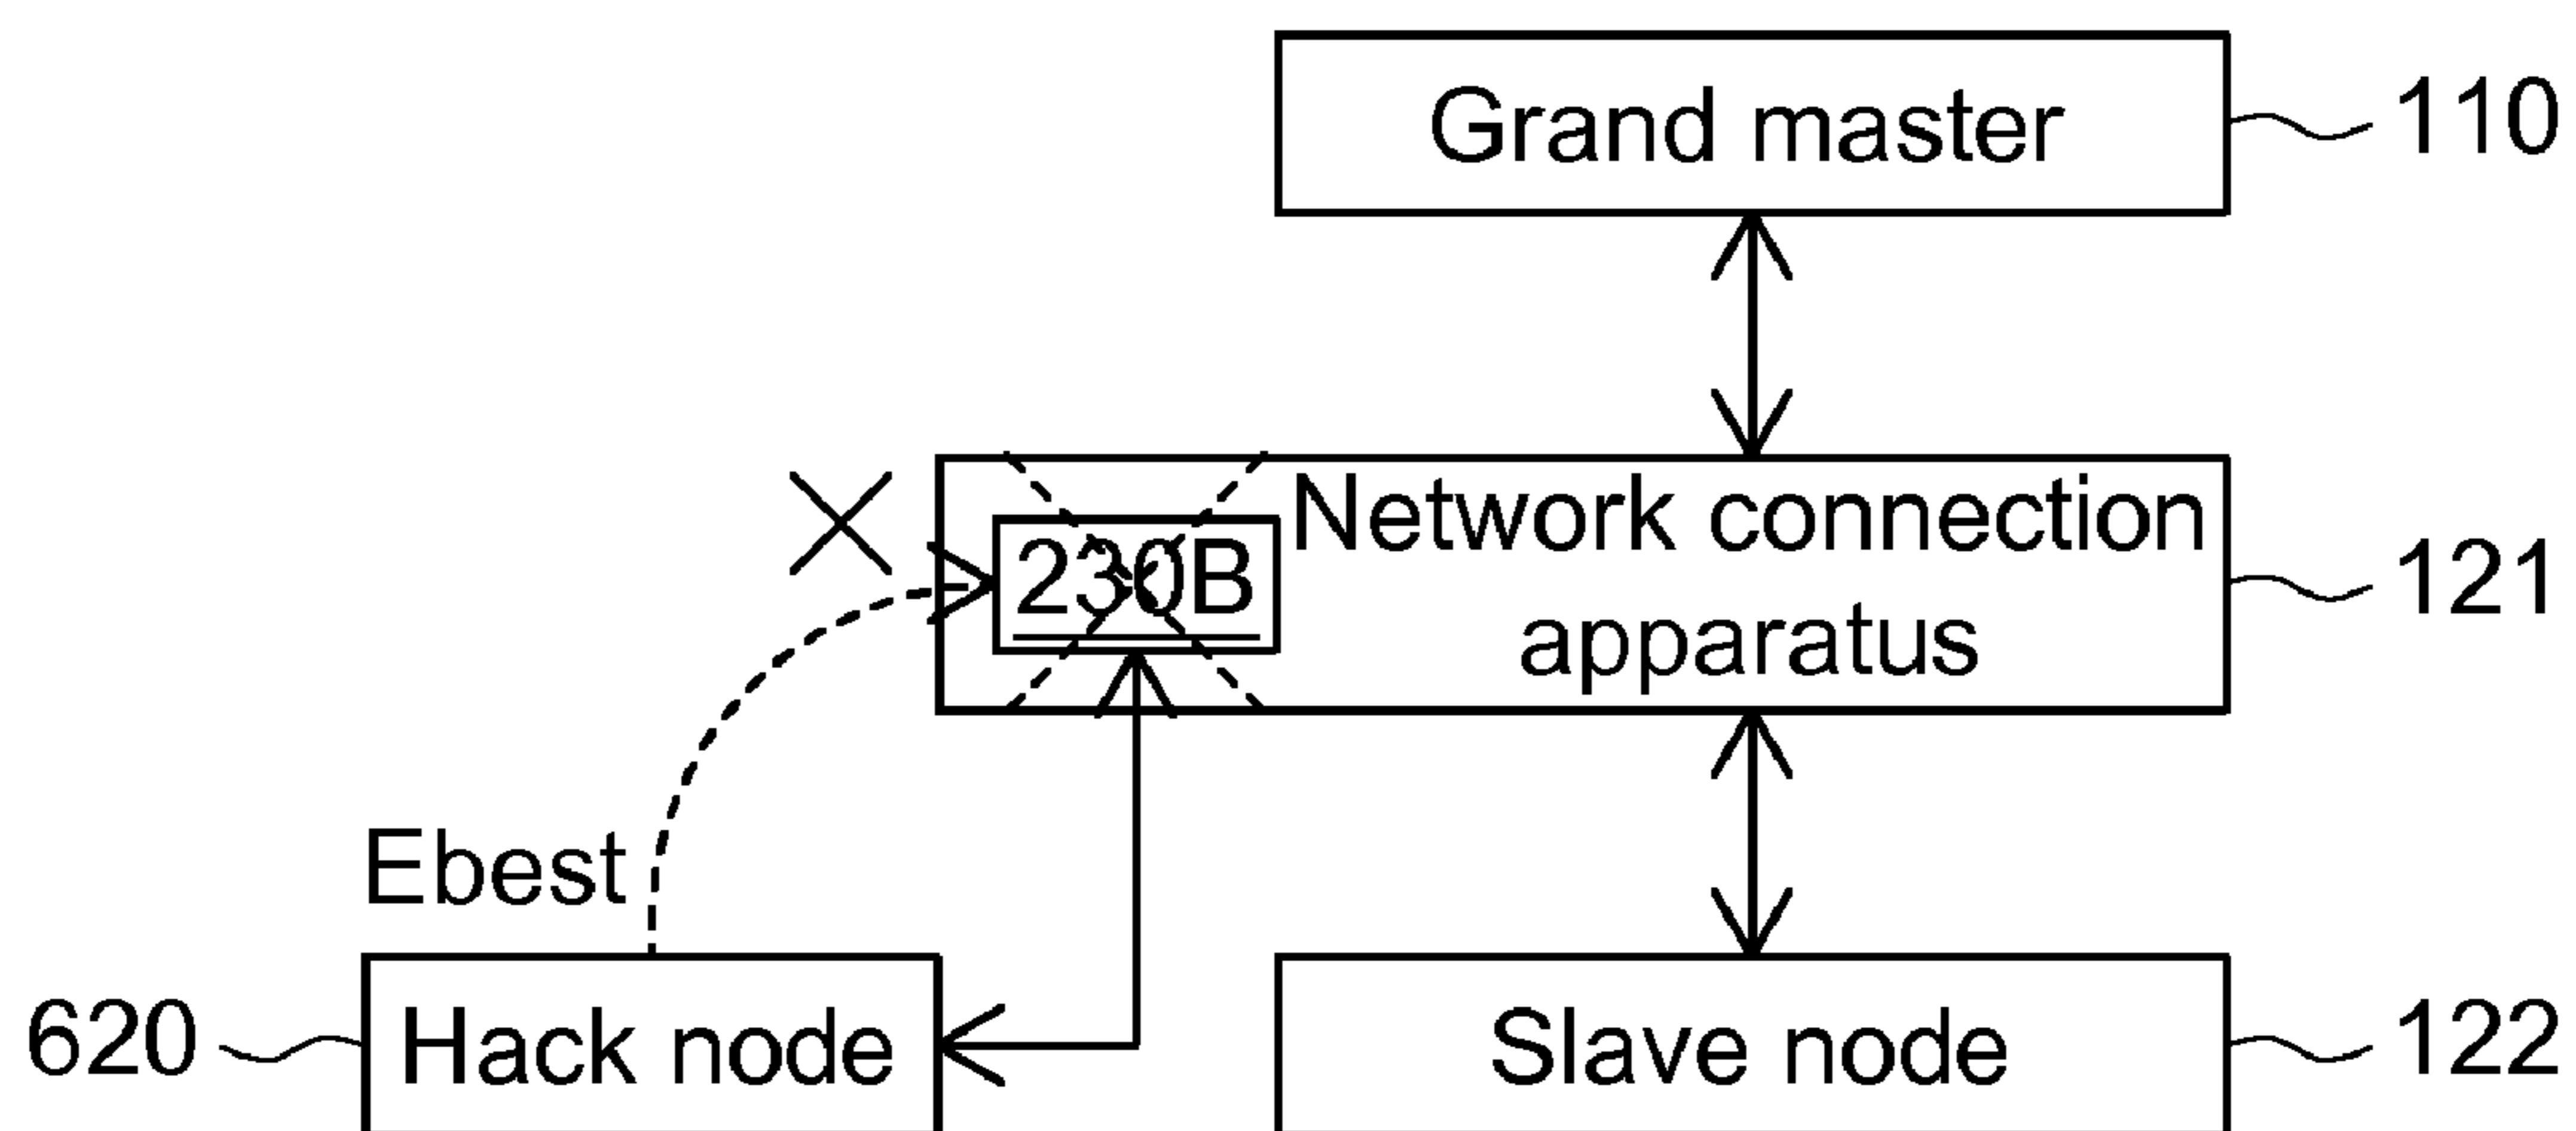 Grand master
110
230B
Network connection
apparatus
121
Ebest
620
Hack node
Slave node
122